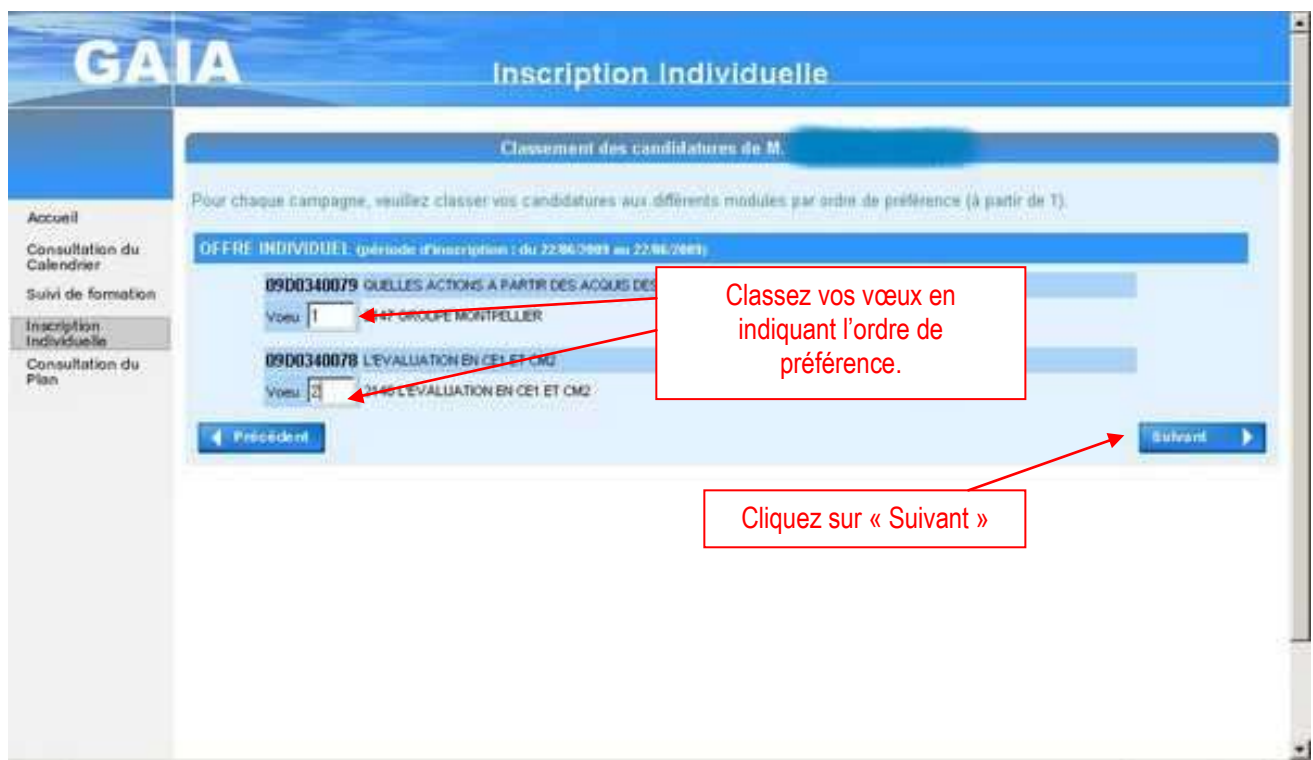 GAIA
Inscription Individuelle
Classement des candidatures de M.
Pour chaque campagne, veuillez classer vos candidatures aux différents modules par ordre de préférence (à partir de 1).
Accueil
Consultation du
Calendrier
Suivi de formation
Inscription
Individuelle
Consultation du
Plan
OFFRE INDIVIDUEL (période d'inscription : du 22/06/2009 au 22/06/2009)
09D0340079 QUELLES ACTIONS A PARTIR DES ACQUIS DES
Voeu 1 GROUPE MONTPELLIER
09D0340078 L'EVALUATION EN CE1 ET CM2
Voeu 2 L'EVALUATION EN CE1 ET CM2
Classez vos vœux en
indiquant l'ordre de
préférence.
Précédent
Suivant
Cliquez sur « Suivant »